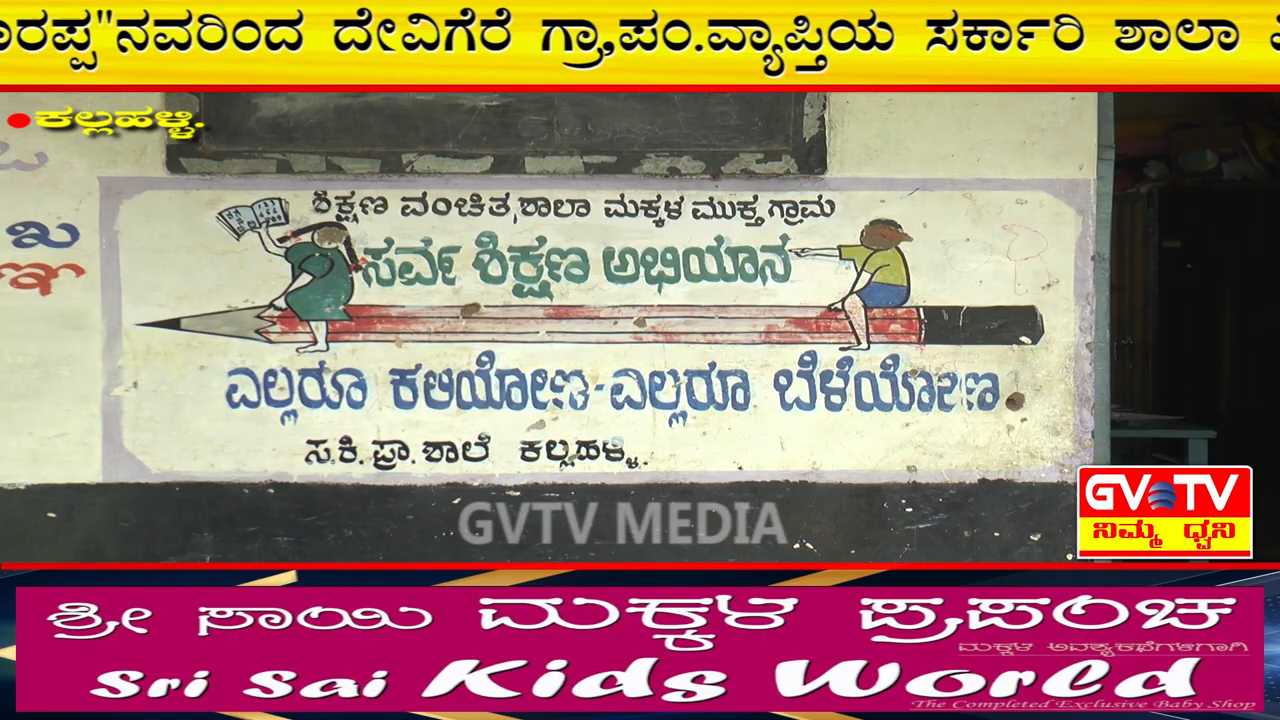 ರಪ್ಪ"ನವರಿಂದ ದೇವಿಗೆರೆ ಗ್ರಾ,ಪಂ.ವ್ಯಾಪ್ತಿಯ ಸರ್ಕಾರಿ ಶಾಲಾ
ಕಲ್ಲಹಳ್ಳಿ.
ಶಿಕ್ಷಣ ವಂಚಿತ,ಶಾಲಾ ಮಕ್ಕಳ ಮುಕ್ತ ಗ್ರಾಮ
ಸರ್ವ ಶಿಕ್ಷಣ ಅಭಿಯಾನ
ಎಲ್ಲರೂ ಕಲಿಯೋಣ-ಎಲ್ಲರೂ ಬೆಳೆಯೋಣ
ಸ.ಕಿ.ಪ್ರಾ.ಶಾಲೆ ಕಲ್ಲಹಳ್ಳಿ.
GVTV MEDIA
GVTV
ನಿಮ್ಮ ಧ್ವನಿ
ಶ್ರೀ ಸಾಯಿ ಮಕ್ಕಳ ಪ್ರಪಂಚ
ಮಕ್ಕಳ ಅವಶ್ಯಕಥೆಗಳಿಗಾಗಿ
Sri Sai Kids World
The Completed Exclusive Baby Shop